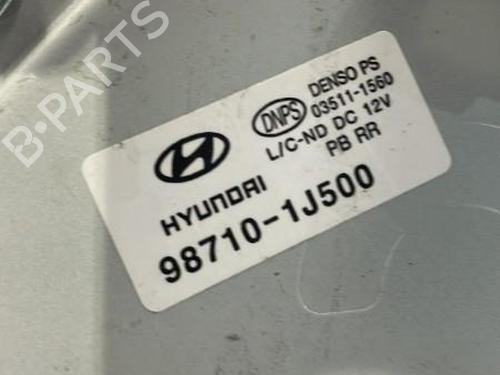 B-PARTS
HYUNDAI
98710-1J500
DNPS
DENSO PS
03511-1560
L/C-ND DC 12V
PB RR